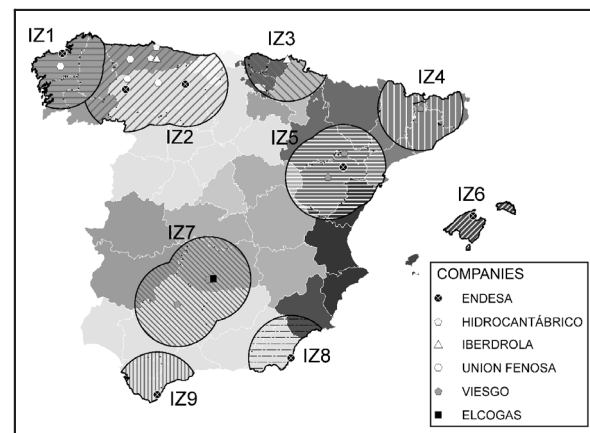 IZ1
IZ3
IZ4
IZ2
IZ5
IZ6
IZ7
IZ8
IZ9
COMPANIES
ENDESA
HIDROCANTÁBRICO
IBERDROLA
UNION FENOSA
VIESGO
ELCOGAS